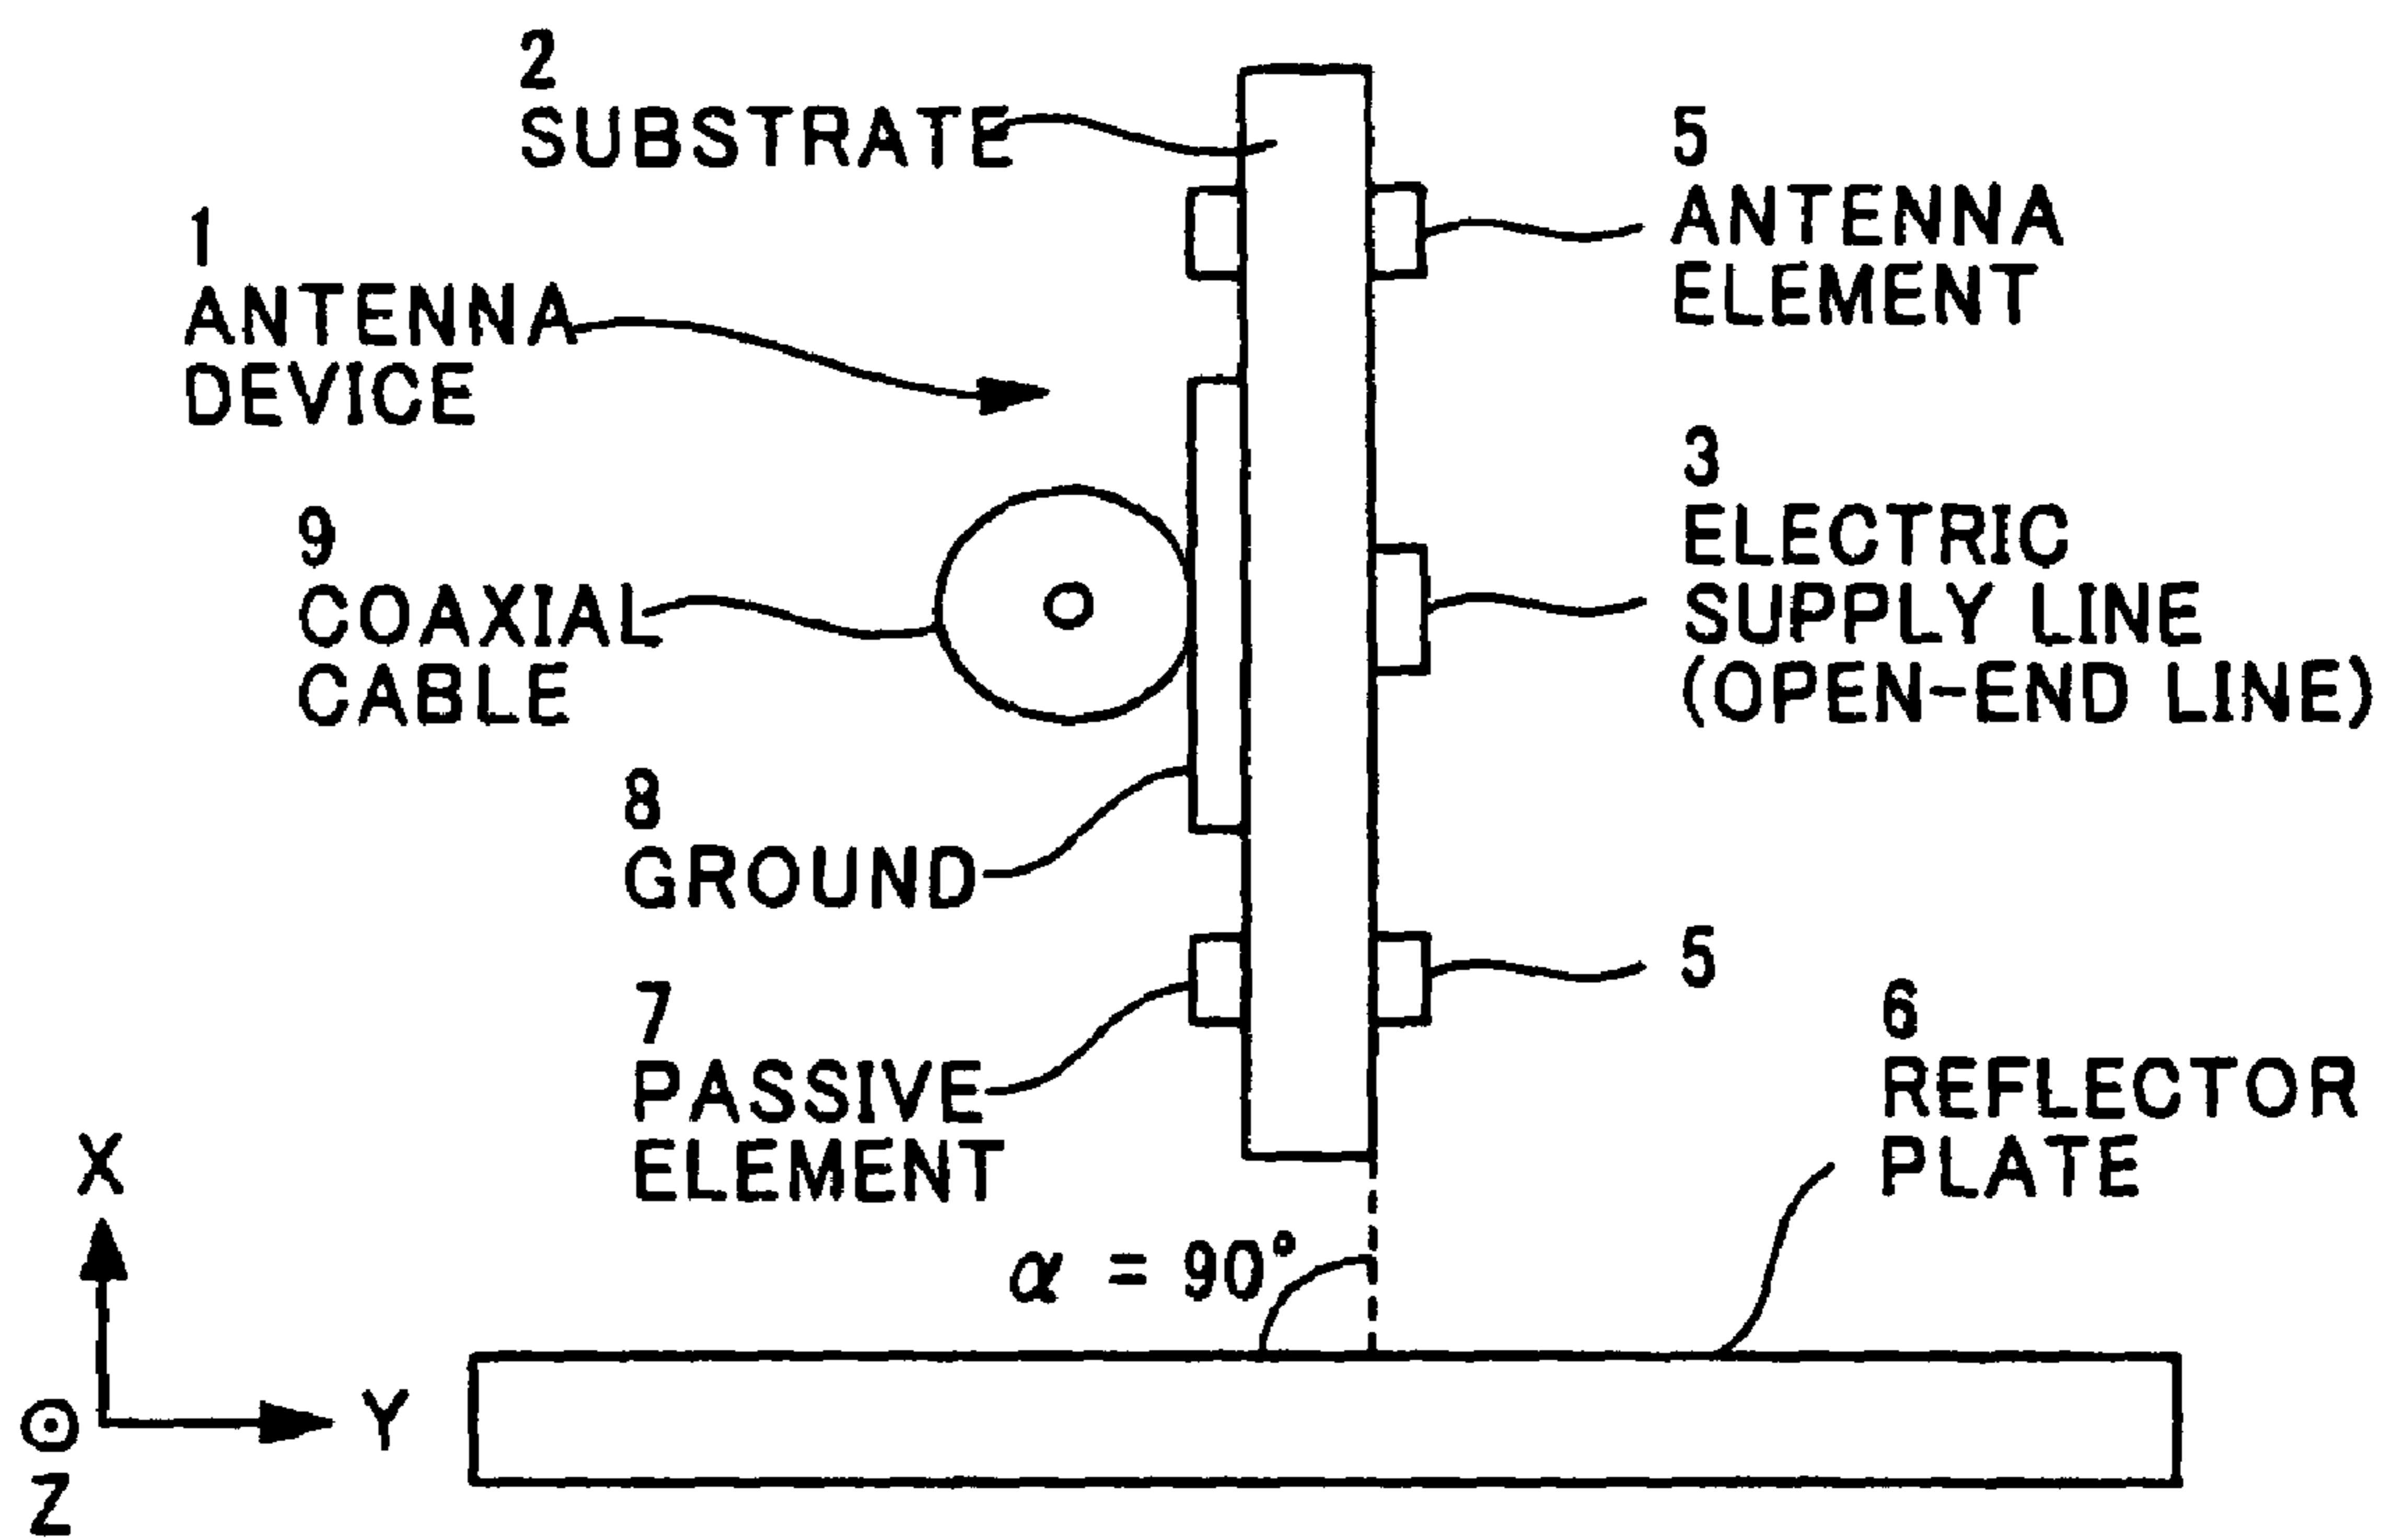 2
SUBSTRATE
1
ANTENNA
DEVICE
5
ANTENNA
ELEMENT
9
COAXIAL
CABLE
3
ELECTRIC
SUPPLY LINE
(OPEN-END LINE)
8
GROUND
7
PASSIVE
ELEMENT
5
6
REFLECTOR
PLATE
α = 90°
X
Y
Z